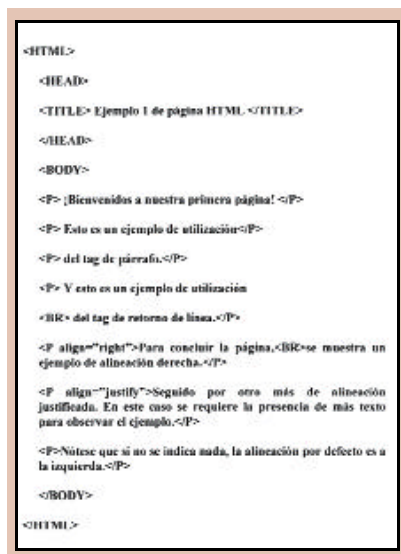 <HTML>
<HEAD>
<TITLE> Ejemplo 1 de página HTML </TITLE>
</HEAD>
<BODY>
<P> ¡Bienvenidos a nuestra primera página! </P>
<P> Esto es un ejemplo de utilización</P>
<P> del tag de párrafo.</P>
<P> Y esto es un ejemplo de utilización
<BR> del tag de retorno de línea.</P>
<P align="right">Para concluir la página,<BR>se muestra un
ejemplo de alineación derecha.</P>
<P align="justify">Seguido por otro más de alineación
justificada. En este caso se requiere la presencia de más texto
para observar el ejemplo.</P>
<P>Nótese que si no se indica nada, la alineación por defecto es a
la izquierda.</P>
</BODY>
</HTML>